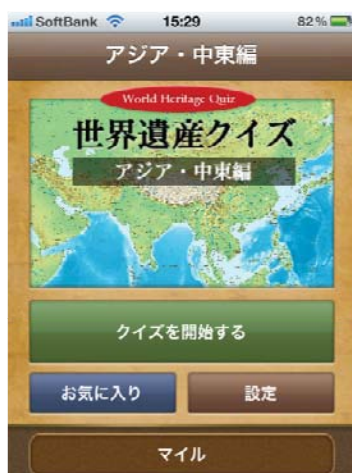 SoftBank 15:29 82%
アジア・中東編
World Heritage Quiz
世界遺産クイズ
アジア・中東編
クイズを開始する
お気に入り 設定
マイル